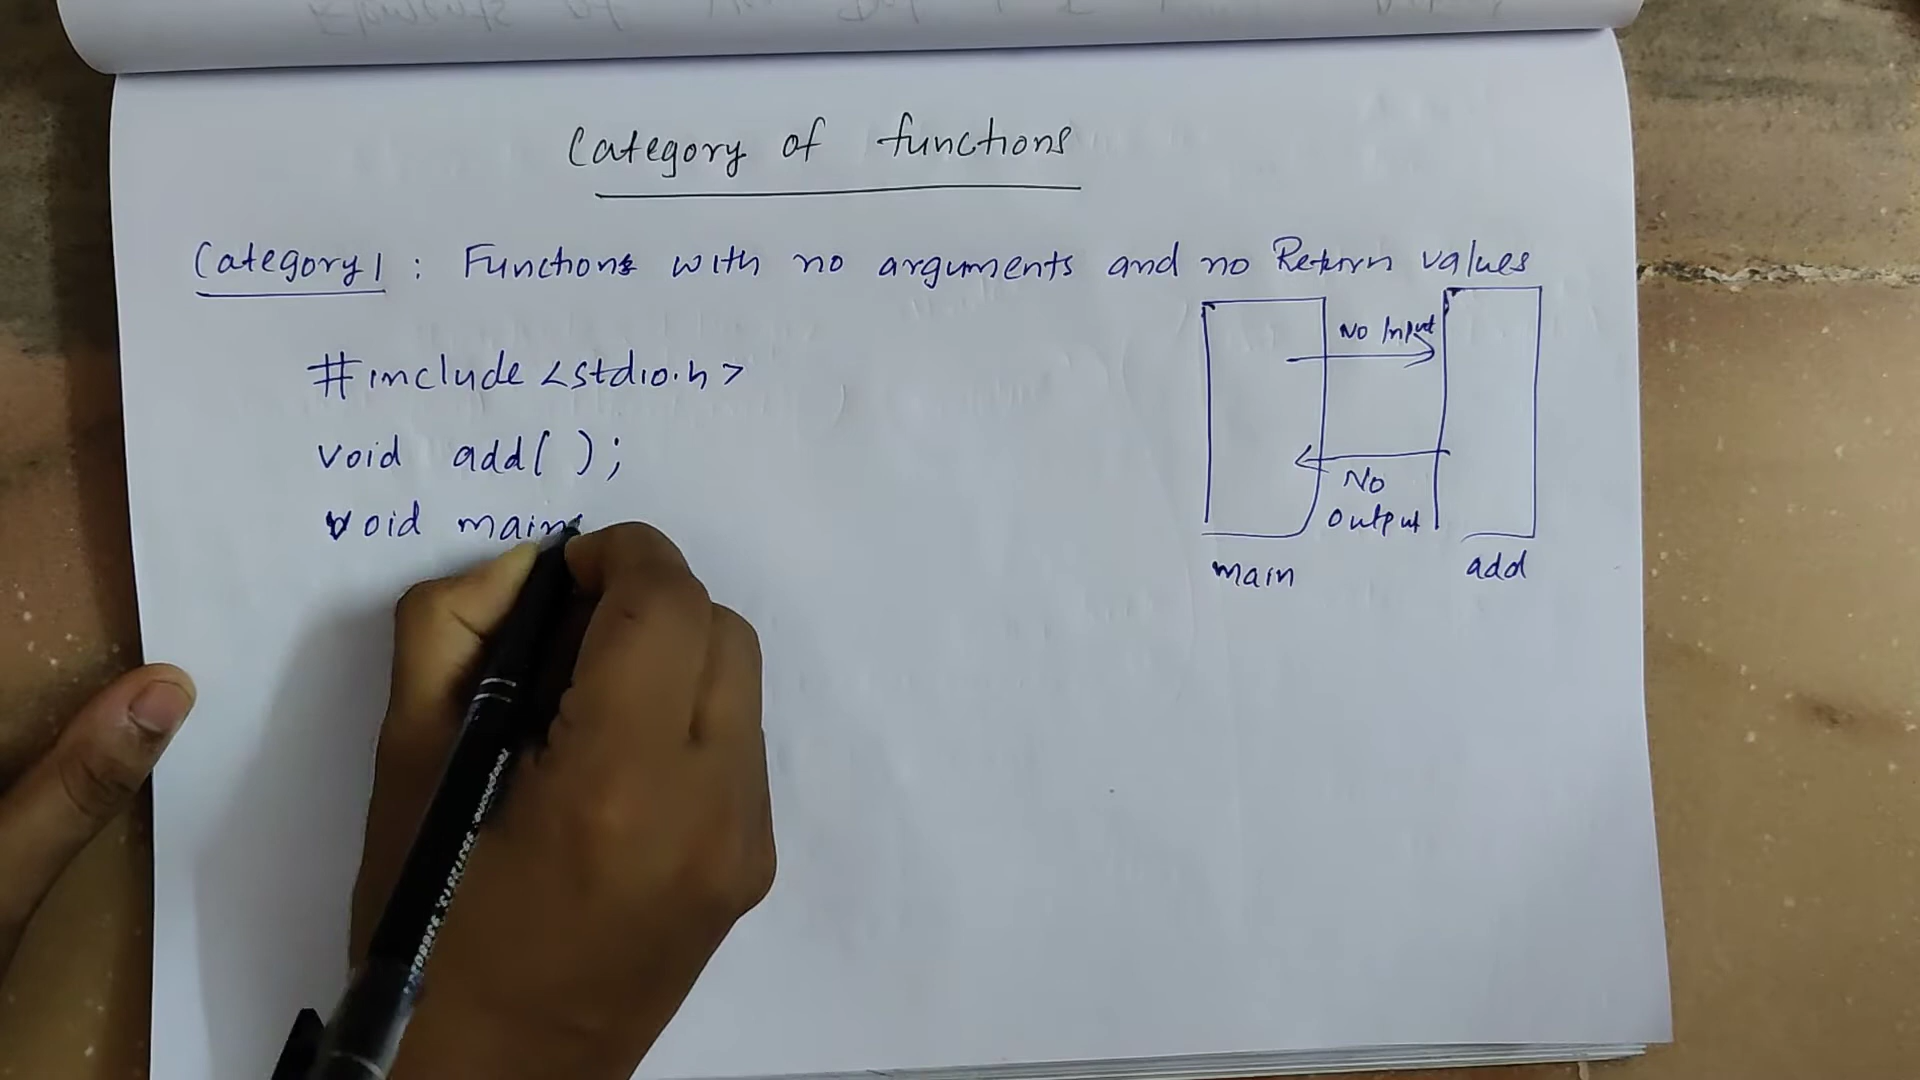 Category of functions
Category 1 : Functions with no arguments and no Return values
#include <stdio.h>
void add( );
void main
No Input
No
output
main
add